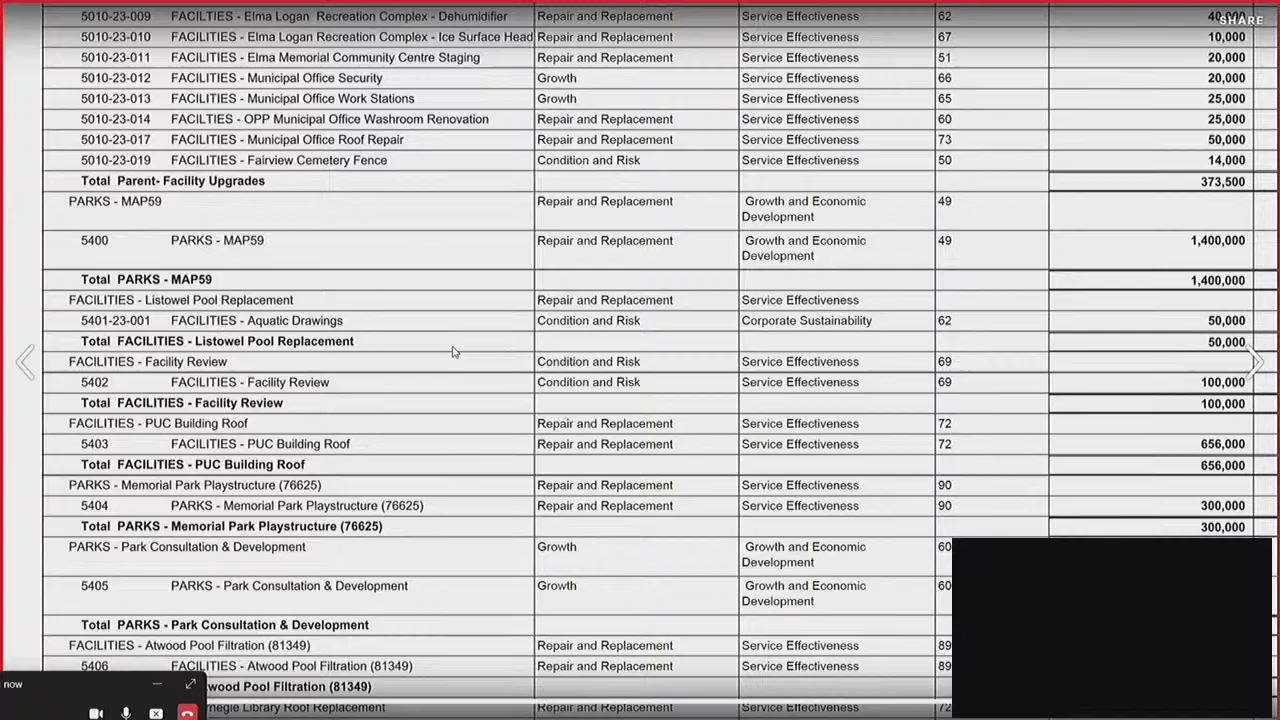 5010-23-009 FACILTIES - Elma Logan Recreation Complex - Dehumidifier Repair and Replacement Service Effectiveness 62 40,000
SHARE
5010-23-010 FACILTIES - Elma Logan Recreation Complex - Ice Surface Head Repair and Replacement Service Effectiveness 67 10,000
5010-23-011 FACILITIES - Elma Memorial Community Centre Staging Repair and Replacement Service Effectiveness 51 20,000
5010-23-012 FACILITIES - Municipal Office Security Growth Service Effectiveness 66 20,000
5010-23-013 FACILITIES - Municipal Office Work Stations Growth Service Effectiveness 65 25,000
5010-23-014 FACILTIES - OPP Municipal Office Washroom Renovation Repair and Replacement Service Effectiveness 60 25,000
5010-23-017 FACILITIES - Municipal Office Roof Repair Repair and Replacement Service Effectiveness 73 50,000
5010-23-019 FACILITIES - Fairview Cemetery Fence Condition and Risk Service Effectiveness 50 14,000
Total Parent- Facility Upgrades 373,500
PARKS - MAP59 Repair and Replacement Growth and Economic 49
Development
5400 PARKS - MAP59 Repair and Replacement Growth and Economic 49 1,400,000
Development
Total PARKS - MAP59 1,400,000
FACILITIES - Listowel Pool Replacement Repair and Replacement Service Effectiveness
5401-23-001 FACILITIES - Aquatic Drawings Condition and Risk Corporate Sustainability 62 50,000
Total FACILITIES - Listowel Pool Replacement 50,000
FACILITIES - Facility Review Condition and Risk Service Effectiveness 69
5402 FACILITIES - Facility Review Condition and Risk Service Effectiveness 69 100,000
Total FACILITIES - Facility Review 100,000
FACILITIES - PUC Building Roof Repair and Replacement Service Effectiveness 72
5403 FACILITIES - PUC Building Roof Repair and Replacement Service Effectiveness 72 656,000
Total FACILITIES - PUC Building Roof 656,000
PARKS - Memorial Park Playstructure (76625) Repair and Replacement Service Effectiveness 90
5404 PARKS - Memorial Park Playstructure (76625) Repair and Replacement Service Effectiveness 90 300,000
Total PARKS - Memorial Park Playstructure (76625) 300,000
PARKS - Park Consultation & Development Growth Growth and Economic 60
Development
5405 PARKS - Park Consultation & Development Growth Growth and Economic 60
Development
Total PARKS - Park Consultation & Development
FACILITIES - Atwood Pool Filtration (81349) Repair and Replacement Service Effectiveness 89
5406 FACILITIES - Atwood Pool Filtration (81349) Repair and Replacement Service Effectiveness 89
now
wood Pool Filtration (81349)
negie Library Roof Replacement Repair and Replacement Service Effectiveness 72